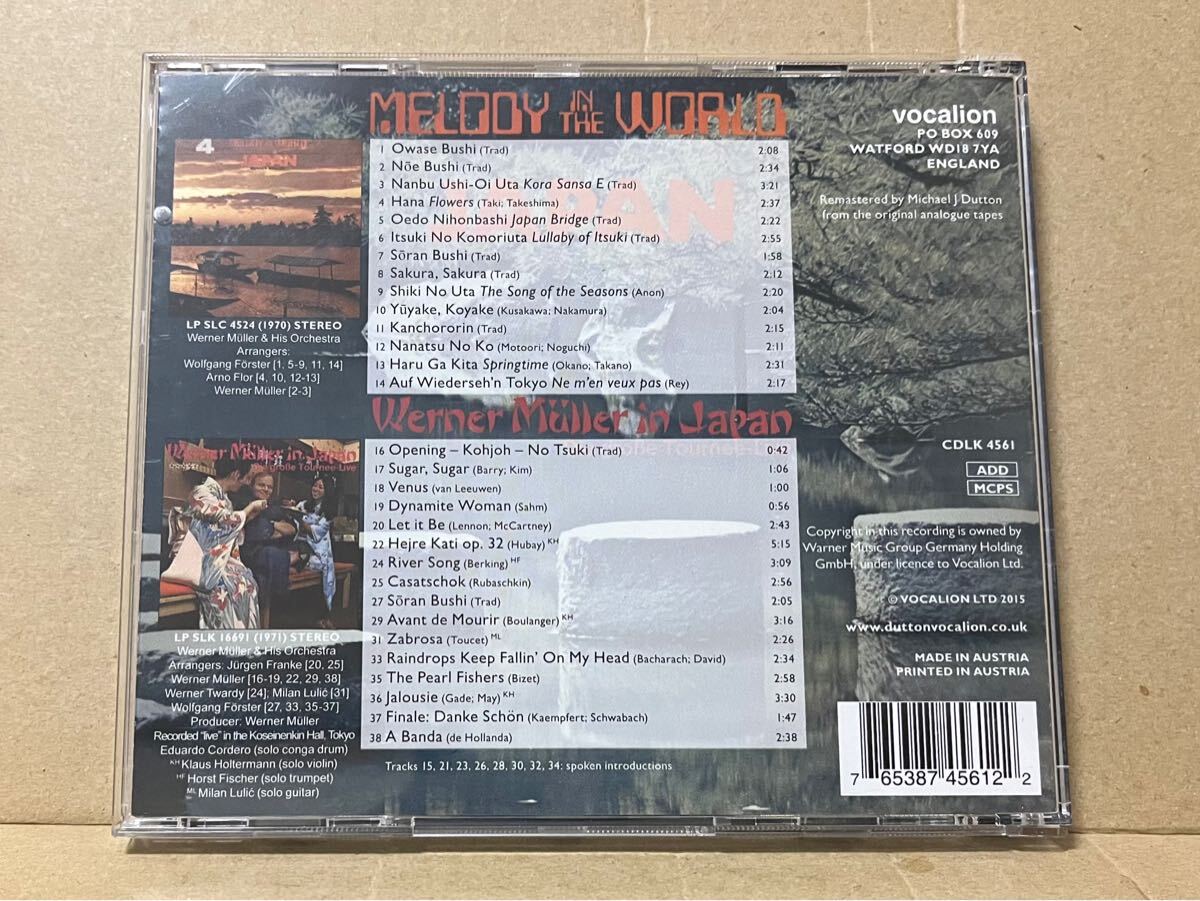 MELODY IN THE WORLD
JAPAN
1 Owase Bushi (Trad) 2:08
2 Nōe Bushi (Trad) 2:34
3 Nanbu Ushi-Oi Uta Kora Sansa E (Trad) 3:21
4 Hana Flowers (Taki; Takeshima) 2:37
5 Oedo Nihonbashi Japan Bridge (Trad) 2:22
6 Itsuki No Komoriuta Lullaby of Itsuki (Trad) 2:55
7 Sōran Bushi (Trad) 1:58
8 Sakura, Sakura (Trad) 2:12
9 Shiki No Uta The Song of the Seasons (Anon) 2:20
10 Yūyake, Koyake (Kusakawa; Nakamura) 2:04
11 Kanchororin (Trad) 2:15
12 Nanatsu No Ko (Motoori; Noguchi) 2:11
13 Haru Ga Kita Springtime (Okano; Takano) 2:31
14 Auf Wiederseh'n Tokyo Ne m'en veux pas (Rey) 2:17
4
MELODY IN THE WORLD
JAPAN
LP SLC 4524 (1970) STEREO
Werner Müller & His Orchestra
Arrangers:
Wolfgang Förster [1, 5-9, 11, 14]
Arno Flor [4, 10, 12-13]
Werner Müller [2-3]
Werner Müller in Japan
Die große Tournee-Live
16 Opening – Kohjoh – No Tsuki (Trad) 0:42
17 Sugar, Sugar (Barry; Kim) 1:06
18 Venus (van Leeuwen) 1:00
19 Dynamite Woman (Sahm) 0:56
20 Let it Be (Lennon; McCartney) 2:43
22 Hejre Kati op. 32 (Hubay) KH 5:15
24 River Song (Berking) HF 3:09
25 Casatschok (Rubaschkin) 2:56
27 Sōran Bushi (Trad) 2:05
29 Avant de Mourir (Boulanger) KH 3:16
31 Zabrosa (Toucet) ML 2:26
33 Raindrops Keep Fallin' On My Head (Bacharach; David) 2:34
35 The Pearl Fishers (Bizet) 2:58
36 Jalousie (Gade; May) KH 3:30
37 Finale: Danke Schön (Kaempfert; Schwabach) 1:47
38 A Banda (de Hollanda) 2:38
Tracks 15, 21, 23, 26, 28, 30, 32, 34: spoken introductions
Werner Müller in Japan
Die große Tournee-Live
LP SLK 16691 (1971) STEREO
Werner Müller & His Orchestra
Arrangers: Jürgen Franke [20, 25]
Werner Müller [16-19, 22, 29, 38]
Werner Twardy [24]; Milan Lulić [31]
Wolfgang Förster [27, 33, 35-37]
Producer: Werner Müller
Recorded "live" in the Koseinenkin Hall, Tokyo
Eduardo Cordero (solo conga drum)
KH Klaus Holtermann (solo violin)
HF Horst Fischer (solo trumpet)
ML Milan Lulić (solo guitar)
vocalion
PO BOX 609
WATFORD WD18 7YA
ENGLAND
Remastered by Michael J Dutton
from the original analogue tapes
CDLK 4561
ADD
MCPS
Copyright in this recording is owned by
Warner Music Group Germany Holding
GmbH, under licence to Vocalion Ltd.
© VOCALION LTD 2015
www.duttonvocalion.co.uk
MADE IN AUSTRIA
PRINTED IN AUSTRIA
7 65387 45612 2